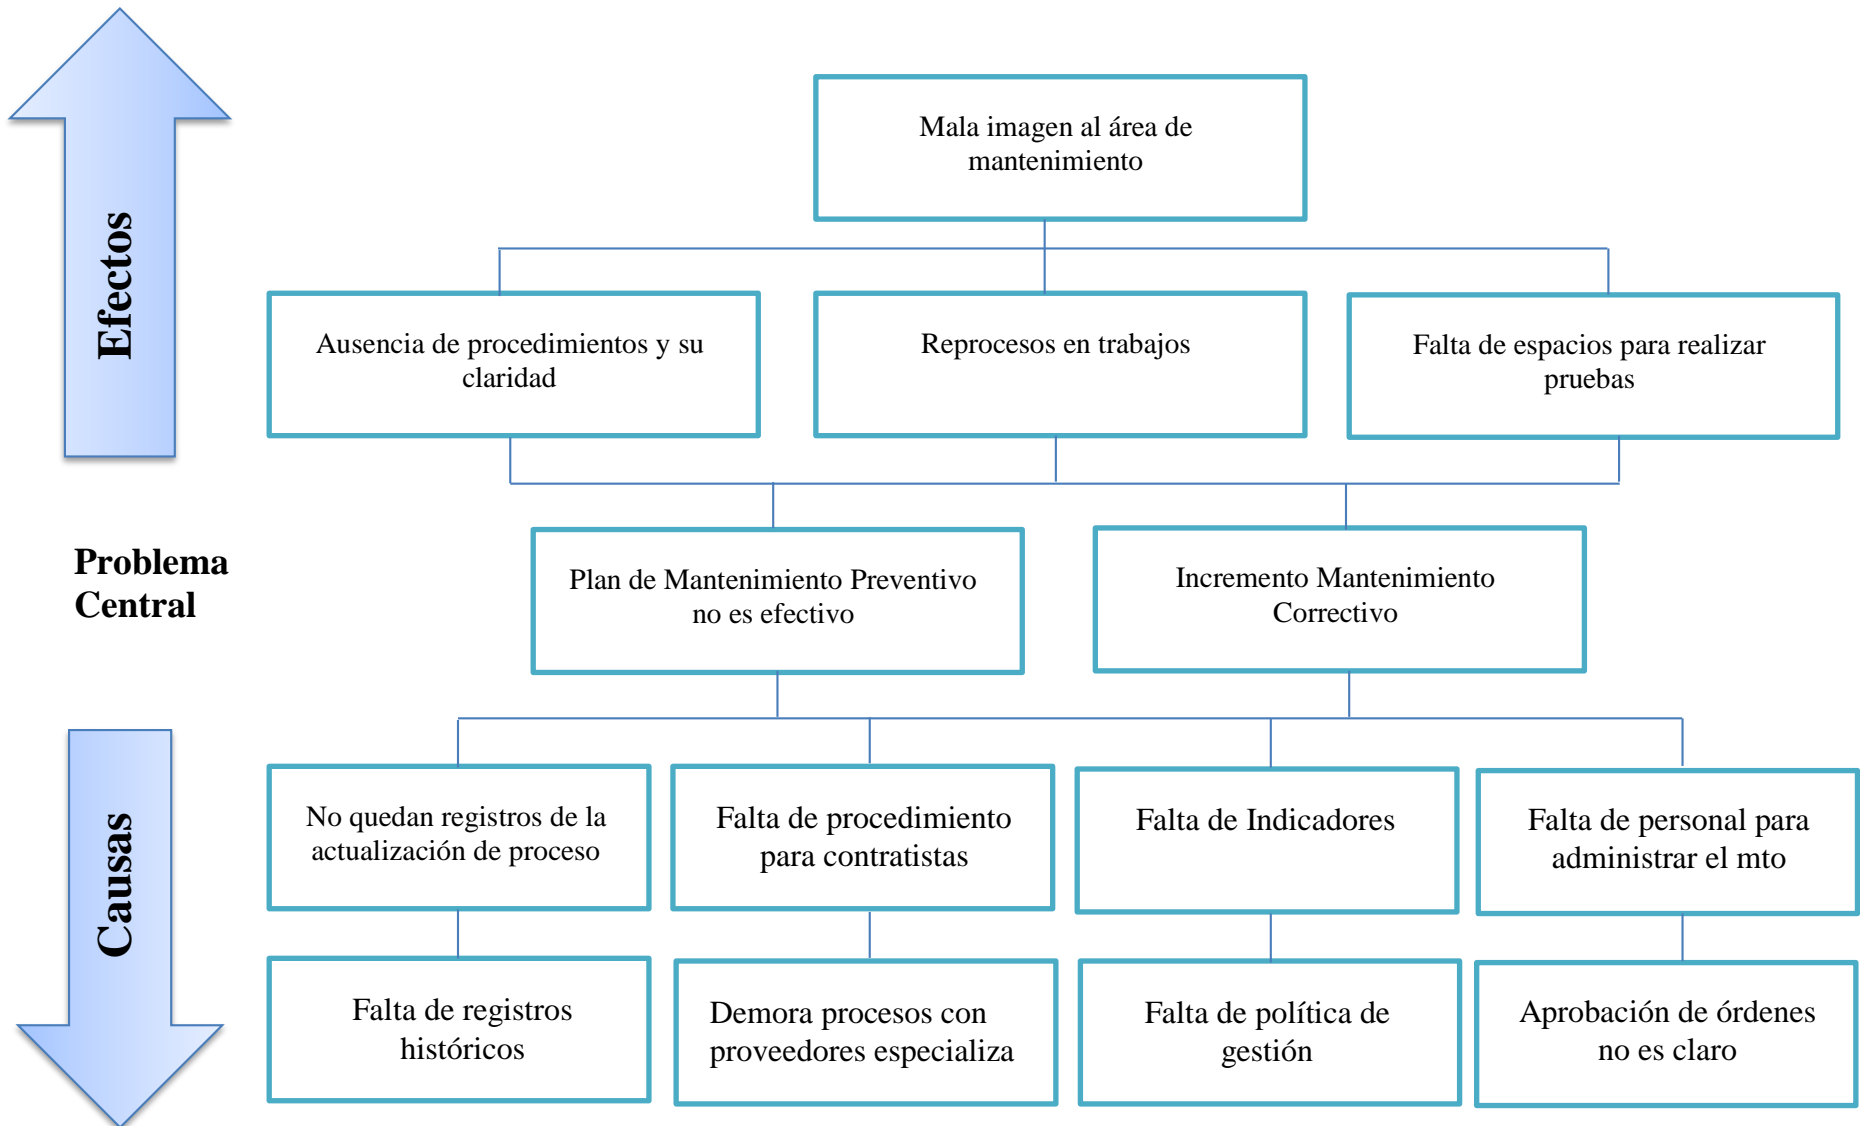 Efectos
Mala imagen al área de
mantenimiento
Ausencia de procedimientos y su
claridad
Reprocesos en trabajos
Falta de espacios para realizar
pruebas
Problema
Central
Plan de Mantenimiento Preventivo
no es efectivo
Incremento Mantenimiento
Correctivo
Causas
No quedan registros de la
actualización de proceso
Falta de procedimiento
para contratistas
Falta de Indicadores
Falta de personal para
administrar el mto
Falta de registros
históricos
Demora procesos con
proveedores especializa
Falta de política de
gestión
Aprobación de órdenes
no es claro